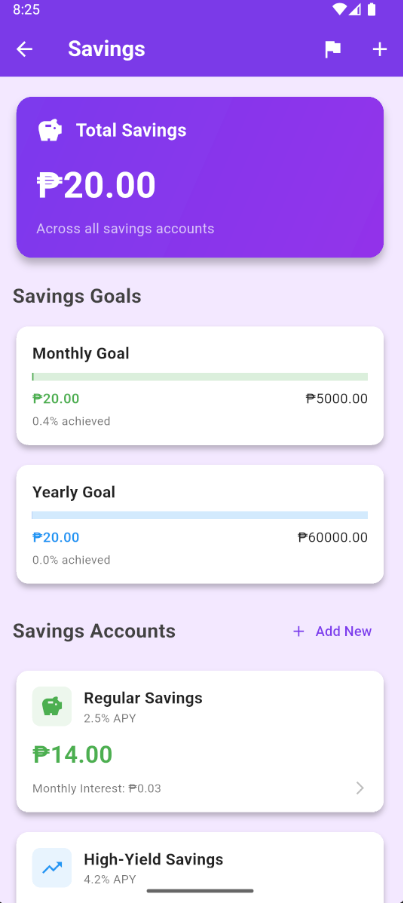 8:25
Savings
Total Savings
₱20.00
Across all savings accounts
Savings Goals
Monthly Goal
₱20.00 ₱5000.00
0.4% achieved
Yearly Goal
₱20.00 ₱60000.00
0.0% achieved
Savings Accounts + Add New
Regular Savings
2.5% APY
₱14.00
Monthly Interest: ₱0.03
High-Yield Savings
4.2% APY